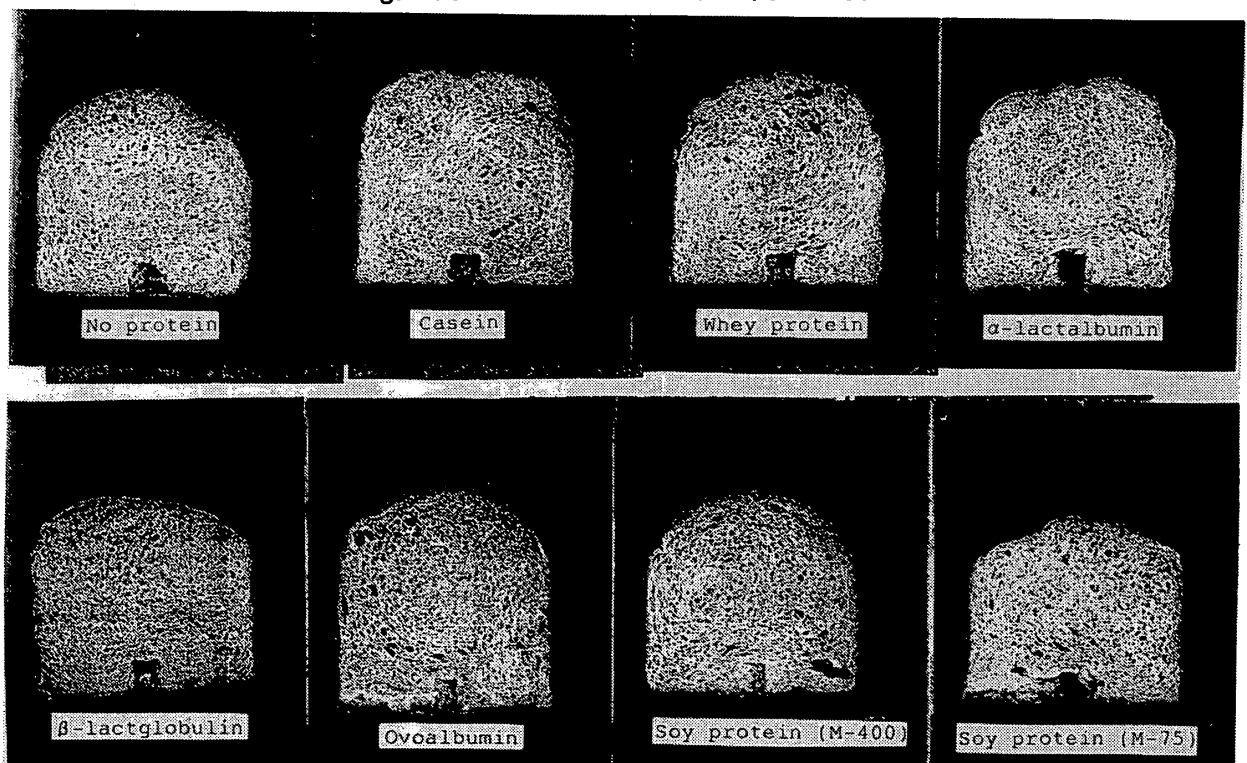 No protein
Casein
Whey protein
α-lactalbumin
β-lactglobulin
Ovoalbumin
Soy protein (M-400)
Soy protein (M-75)